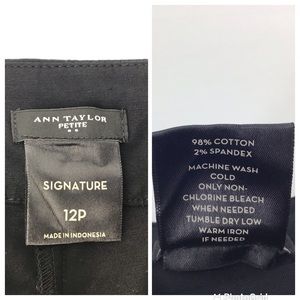 ANN TAYLOR
PETITE
SIGNATURE
12P
MADE IN INDONESIA
98% COTTON
2% SPANDEX
MACHINE WASH
COLD
ONLY NON-
CHLORINE BLEACH
WHEN NEEDED
TUMBLE DRY LOW
WARM IRON
IF NEEDED